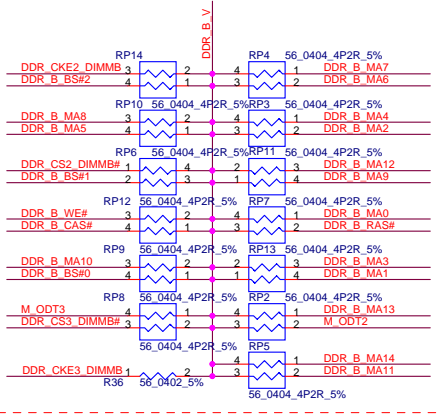 DDR_B_V
RP14 RP4 56_0404_4P2R_5%
DDR_CKE2_DIMMB 3 2 4 1 DDR_B_MA7
DDR_B_BS#2 4 1 3 2 DDR_B_MA6
RP10 56_0404_4P2R_5% RP3 56_0404_4P2R_5%
DDR_B_MA8 3 2 4 1 DDR_B_MA4
DDR_B_MA5 4 1 3 2 DDR_B_MA2
RP6 56_0404_4P2R_5% RP11 56_0404_4P2R_5%
DDR_CS2_DIMMB# 1 4 2 3 DDR_B_MA12
DDR_B_BS#1 2 3 1 4 DDR_B_MA9
RP12 56_0404_4P2R_5% RP7 56_0404_4P2R_5%
DDR_B_WE# 3 2 4 1 DDR_B_MA0
DDR_B_CAS# 4 1 3 2 DDR_B_RAS#
RP9 56_0404_4P2R_5% RP13 56_0404_4P2R_5%
DDR_B_MA10 3 2 2 3 DDR_B_MA3
DDR_B_BS#0 4 1 1 4 DDR_B_MA1
RP8 56_0404_4P2R_5% RP2 56_0404_4P2R_5%
M_ODT3 4 1 4 1 DDR_B_MA13
DDR_CS3_DIMMB# 3 2 3 2 M_ODT2
56_0404_4P2R_5% RP5 56_0404_4P2R_5%
4 1 DDR_B_MA14
DDR_CKE3_DIMMB 1 2 3 2 DDR_B_MA11
R36 56_0402_5%
56_0404_4P2R_5%